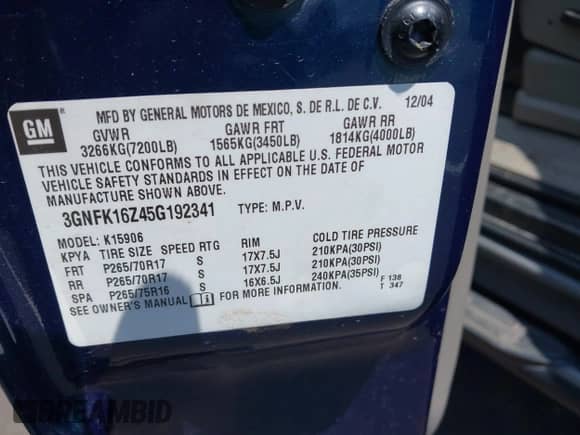 GM ®
MFD BY GENERAL MOTORS DE MEXICO, S. DE R.L. DE C.V. 12/04
GVWR GAWR FRT GAWR RR
3266KG(7200LB) 1565KG(3450LB) 1814KG(4000LB)
THIS VEHICLE CONFORMS TO ALL APPLICABLE U.S. FEDERAL MOTOR
VEHICLE SAFETY STANDARDS IN EFFECT ON THE DATE OF
MANUFACTURE SHOWN ABOVE.
3GNFK16Z45G192341 TYPE: M.P.V.
MODEL: K15906
KPYA TIRE SIZE SPEED RTG RIM COLD TIRE PRESSURE
FRT P265/70R17 S 17X7.5J 210KPA(30PSI)
RR P265/70R17 S 17X7.5J 210KPA(30PSI)
SPA P265/75R16 S 16X6.5J 240KPA(35PSI) F 138
SEE OWNER'S MANUAL i FOR MORE INFORMATION. T 347
DREAMBID